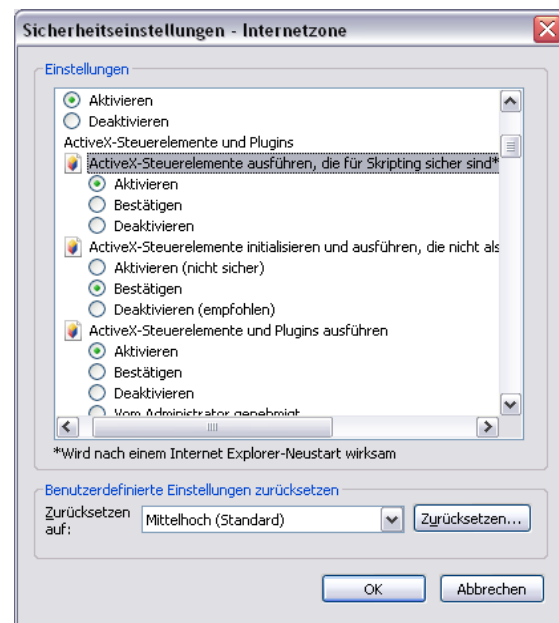 Sicherheitseinstellungen - Internetzone
Einstellungen
Aktivieren
Deaktivieren
ActiveX-Steuerelemente und Plugins
ActiveX-Steuerelemente ausführen, die für Skripting sicher sind*
Aktivieren
Bestätigen
Deaktivieren
ActiveX-Steuerelemente initialisieren und ausführen, die nicht als
Aktivieren (nicht sicher)
Bestätigen
Deaktivieren (empfohlen)
ActiveX-Steuerelemente und Plugins ausführen
Aktivieren
Bestätigen
Deaktivieren
Vom Administrator genehmigt
*Wird nach einem Internet Explorer-Neustart wirksam
Benutzerdefinierte Einstellungen zurücksetzen
Zurücksetzen
auf:
Mittelhoch (Standard)
Zurücksetzen...
OK
Abbrechen